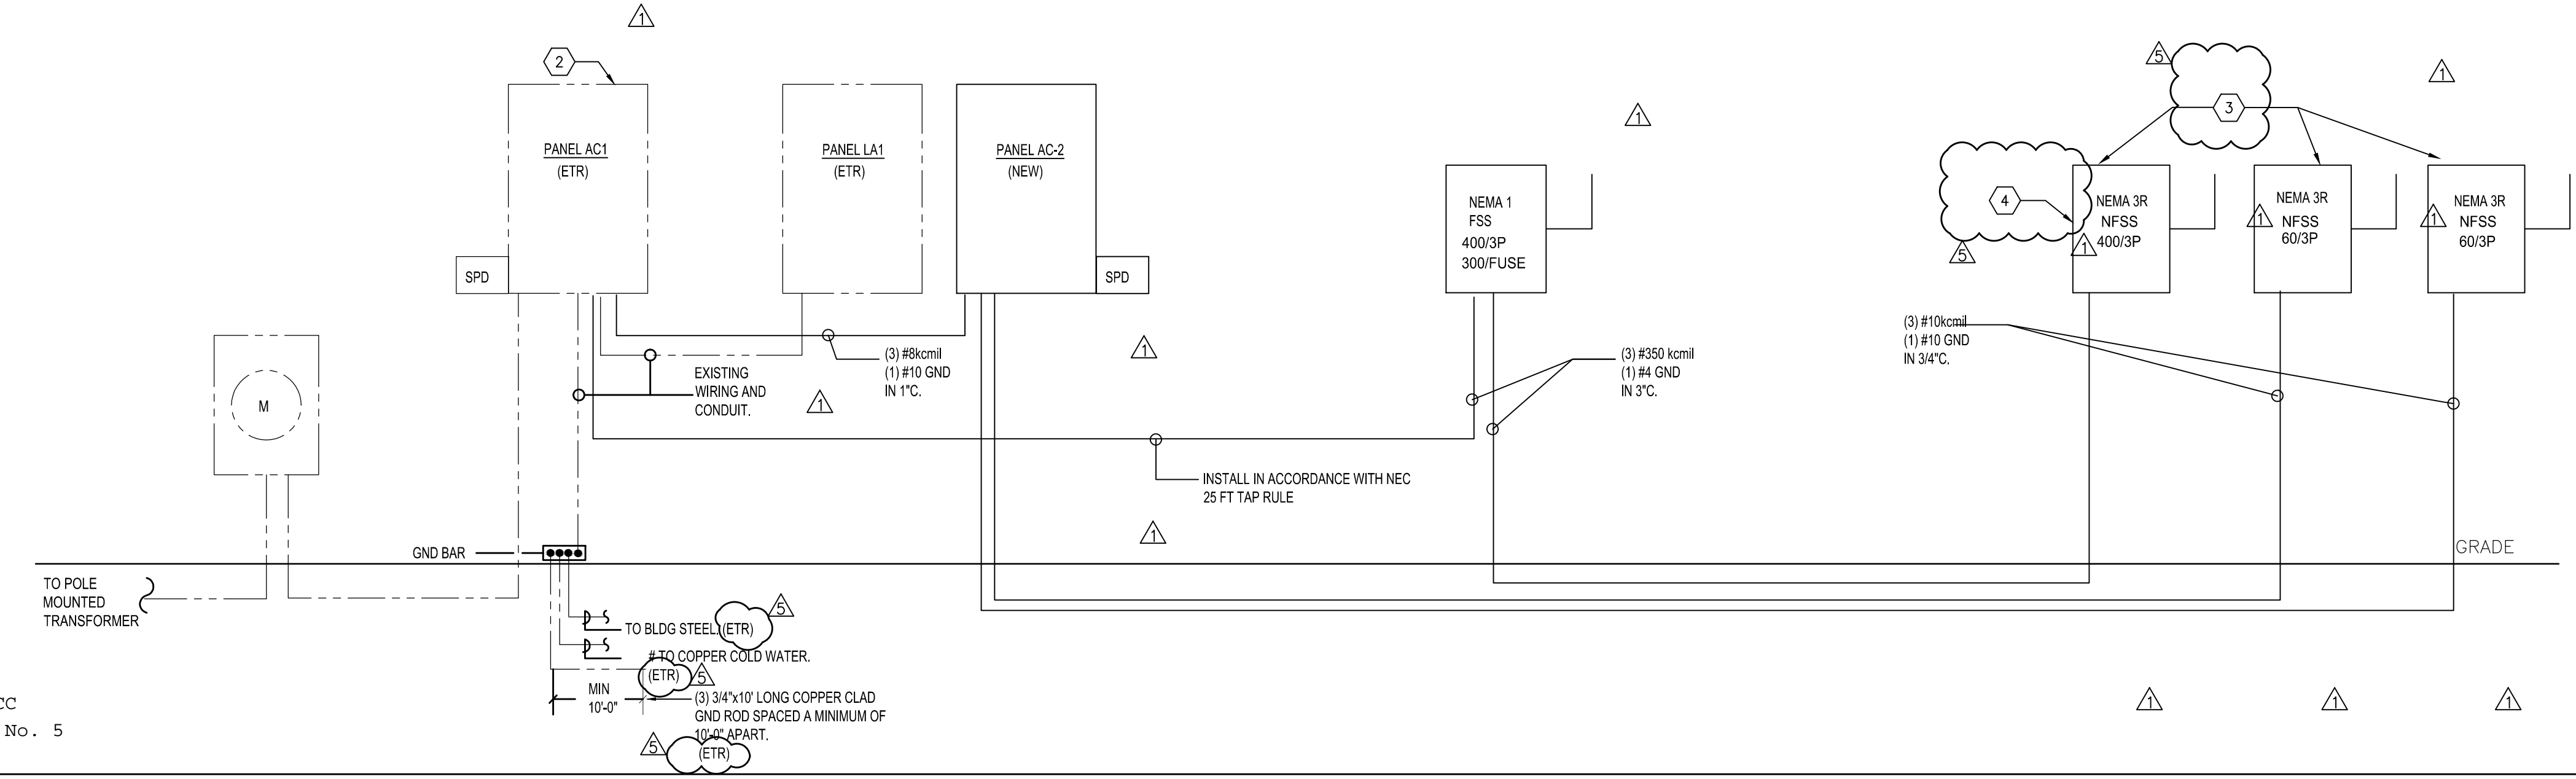 1
2
5
1
3
1
PANEL AC1
(ETR)
PANEL LA1
(ETR)
PANEL AC-2
(NEW)
NEMA 1
FSS
400/3P
300/FUSE
4
5
NEMA 3R
NFSS
400/3P
1
NEMA 3R
NFSS
60/3P
1
NEMA 3R
NFSS
60/3P
1
SPD
SPD
M
EXISTING
WIRING AND
CONDUIT.
(3) #8kcmil
(1) #10 GND
IN 1"C.
1
1
(3) #350 kcmil
(1) #4 GND
IN 3"C.
(3) #10kcmil
(1) #10 GND
IN 3/4"C.
INSTALL IN ACCORDANCE WITH NEC
25 FT TAP RULE
1
GND BAR
GRADE
TO POLE
MOUNTED
TRANSFORMER
TO BLDG STEEL.(ETR)
5
# TO COPPER COLD WATER.
(ETR)
5
MIN
10'-0"
(3) 3/4"x10' LONG COPPER CLAD
GND ROD SPACED A MINIMUM OF
10'-0" APART.
5
(ETR)
CC
No. 5
1
1
1